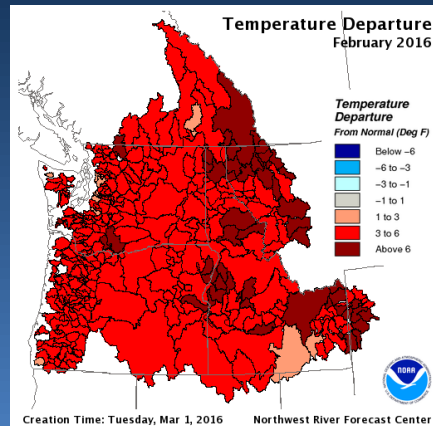 Temperature Departure
February 2016
Temperature
Departure
From Normal (Deg F)
Below -6
-6 to -3
-3 to -1
-1 to 1
1 to 3
3 to 6
Above 6
NOAA
Creation Time: Tuesday, Mar 1, 2016 Northwest River Forecast Center